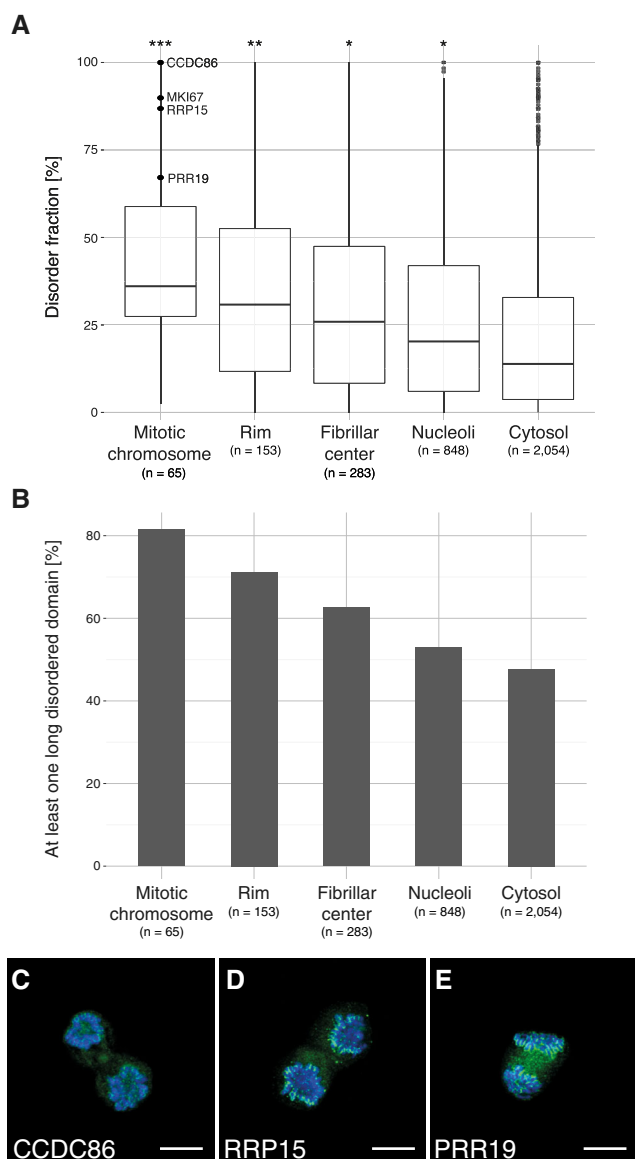 A
*** ** * *
100
75
50
25
0
Disorder fraction [%]
CCDC86
MKI67
RRP15
PRR19
Mitotic chromosome (n = 65)
Rim (n = 153)
Fibrillar center (n = 283)
Nucleoli (n = 848)
Cytosol (n = 2,054)
B
80
60
40
20
0
At least one long disordered domain [%]
Mitotic chromosome (n = 65)
Rim (n = 153)
Fibrillar center (n = 283)
Nucleoli (n = 848)
Cytosol (n = 2,054)
C
CCDC86
D
RRP15
E
PRR19